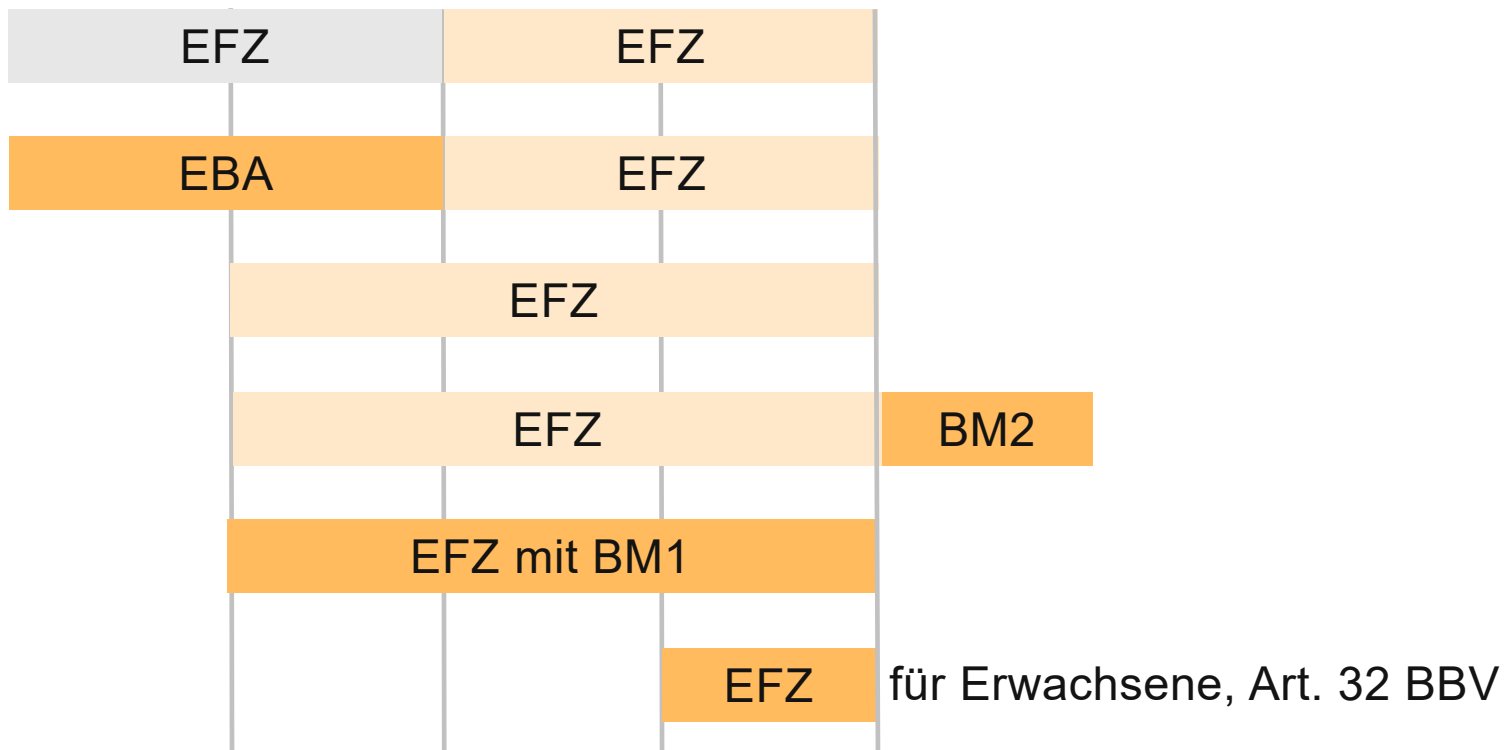 EFZ EFZ
EBA EFZ
EFZ
EFZ BM2
EFZ mit BM1
EFZ für Erwachsene, Art. 32 BBV